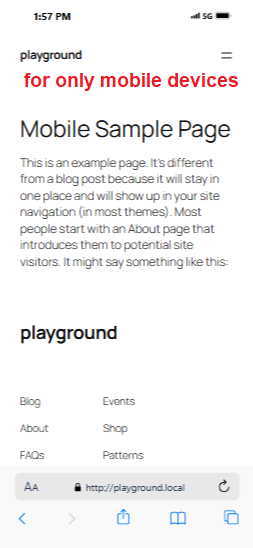 1:57 PM 5G
playground
for only mobile devices
Mobile Sample Page
This is an example page. It's different
from a blog post because it will stay in
one place and will show up in your site
navigation (in most themes). Most
people start with an About page that
introduces them to potential site
visitors. It might say something like this:
playground
Blog Events
About Shop
FAQs Patterns
AA http://playground.local